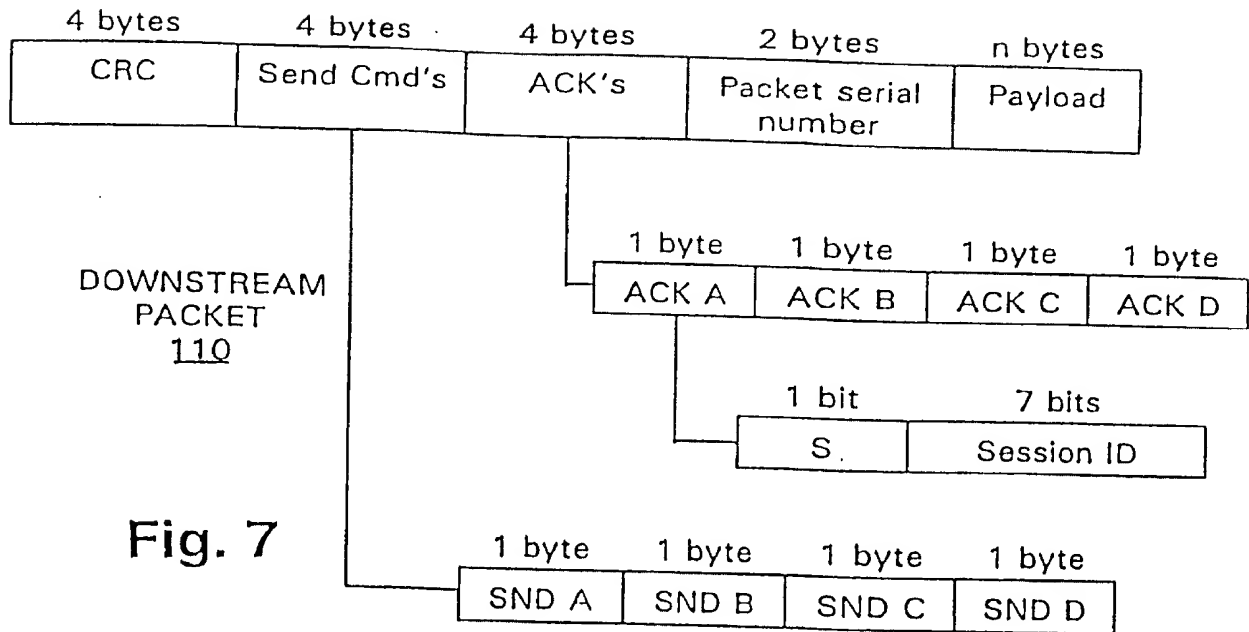 4 bytes 4 bytes 4 bytes 2 bytes n bytes
CRC Send Cmd's ACK's Packet serial number Payload
1 byte 1 byte 1 byte 1 byte
ACK A ACK B ACK C ACK D
DOWNSTREAM
PACKET
110
1 bit 7 bits
S Session ID
Fig. 7
1 byte 1 byte 1 byte 1 byte
SND A SND B SND C SND D